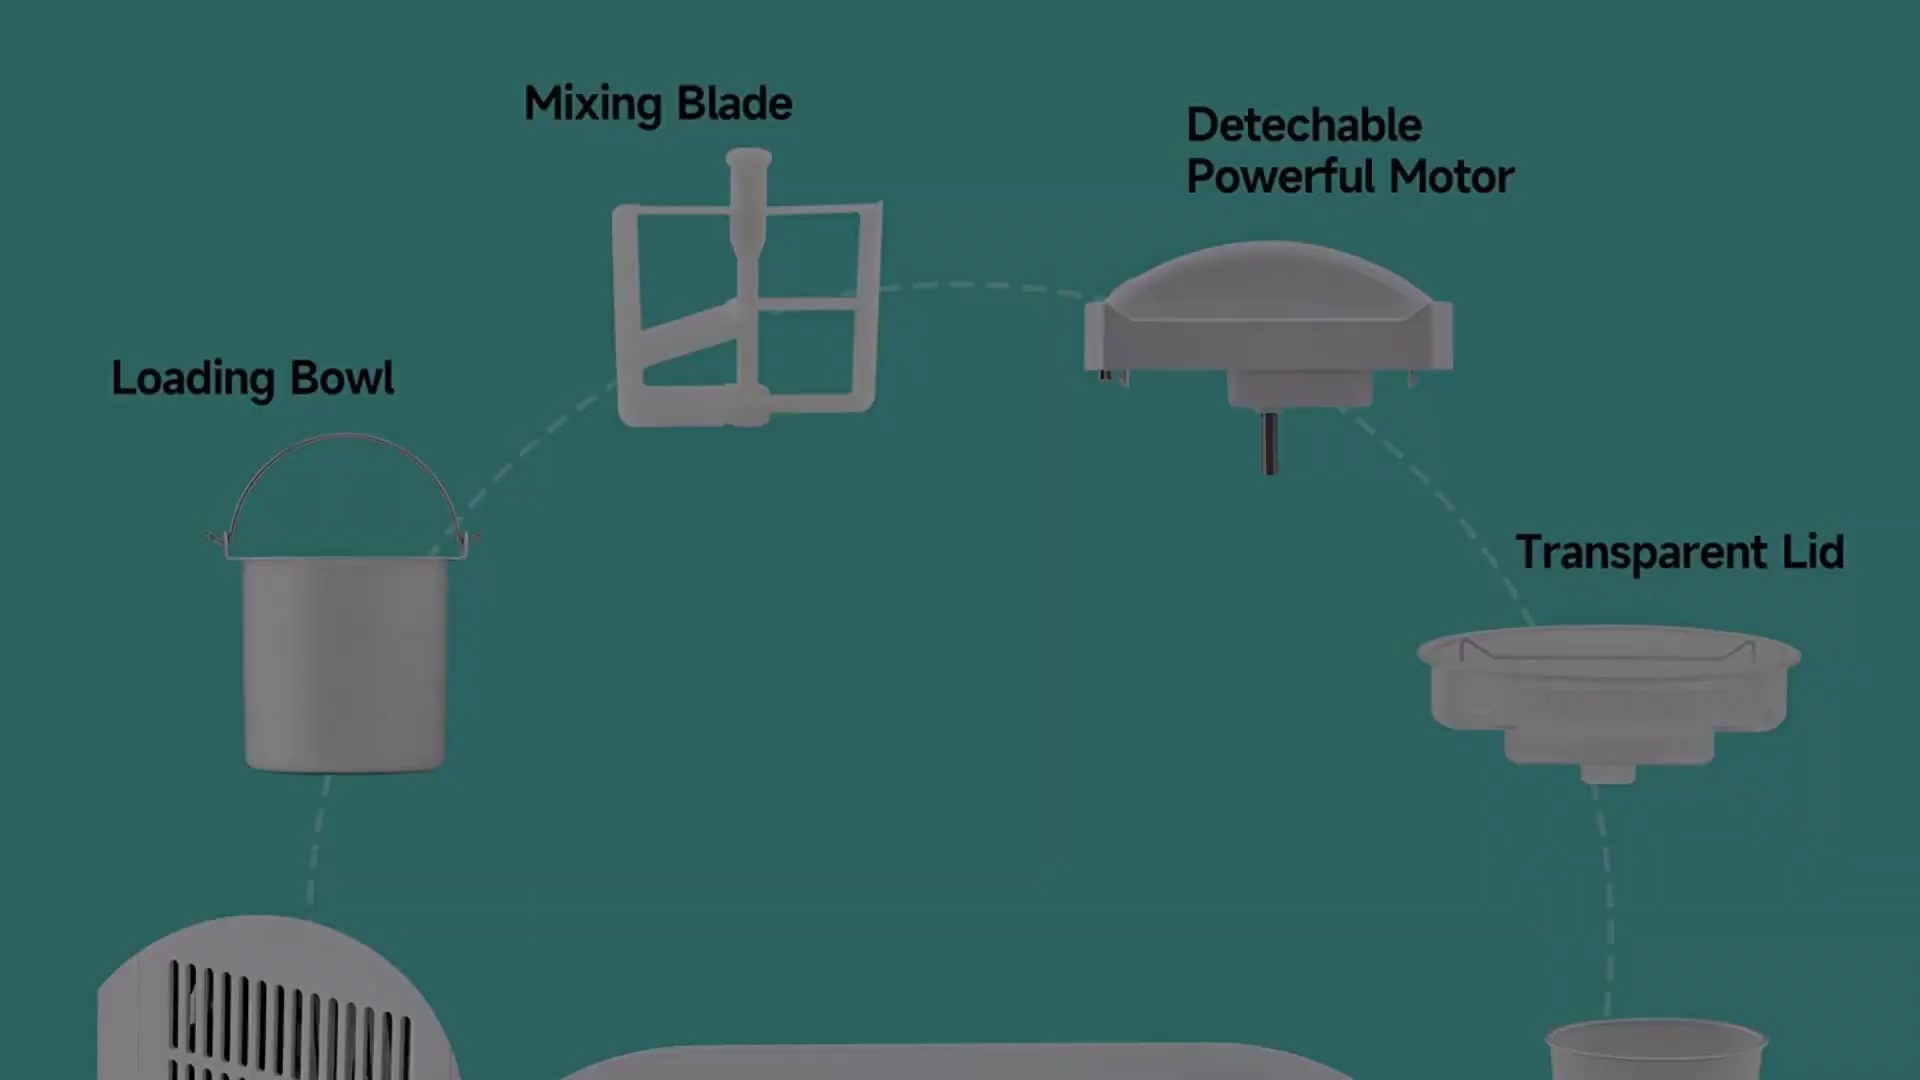 Mixing Blade
Detechable
Powerful Motor
Loading Bowl
Transparent Lid